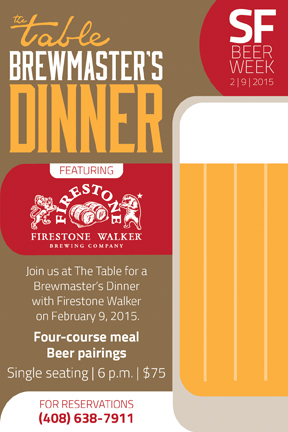 the Table
BREWMASTER'S
DINNER
SF
BEER
WEEK
2 | 9 | 2015
FEATURING
FIRESTONE
FIRESTONE WALKER
BREWING COMPANY
Join us at The Table for a
Brewmaster's Dinner
with Firestone Walker
on February 9, 2015.
Four-course meal
Beer pairings
Single seating | 6 p.m. | $75
FOR RESERVATIONS
(408) 638-7911